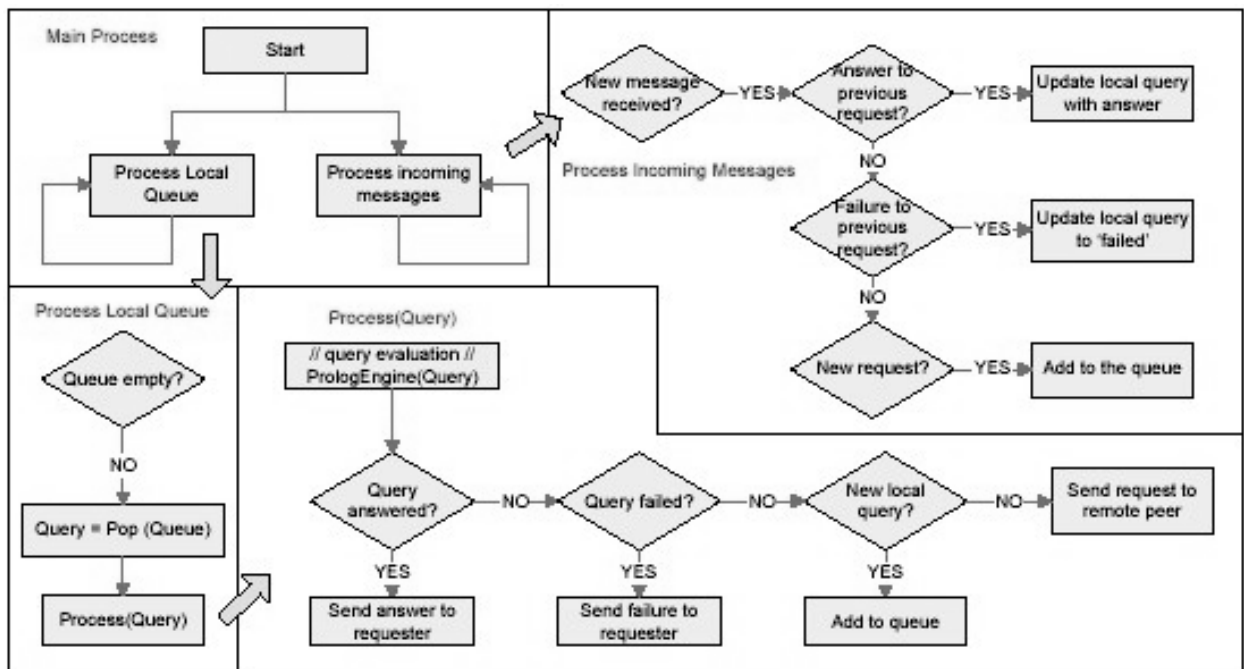 Main Process
Start
Process Local
Queue
Process incoming
messages
New message
received?
YES
Answer to
previous
request?
YES
Update local query
with answer
NO
Process Incoming Messages
Failure to
previous
request?
YES
Update local query
to 'failed'
NO
New request?
YES
Add to the queue
Process Local Queue
Queue empty?
NO
Query = Pop (Queue)
Process(Query)
Process(Query)
// query evaluation //
PrologEngine(Query)
Query
answered?
NO
Query failed?
NO
New local
query?
NO
Send request to
remote peer
YES
YES
YES
Send answer to
requester
Send failure to
requester
Add to queue